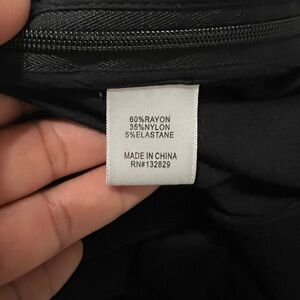 60%RAYON
35%NYLON
5%ELASTANE
MADE IN CHINA
RN#132829